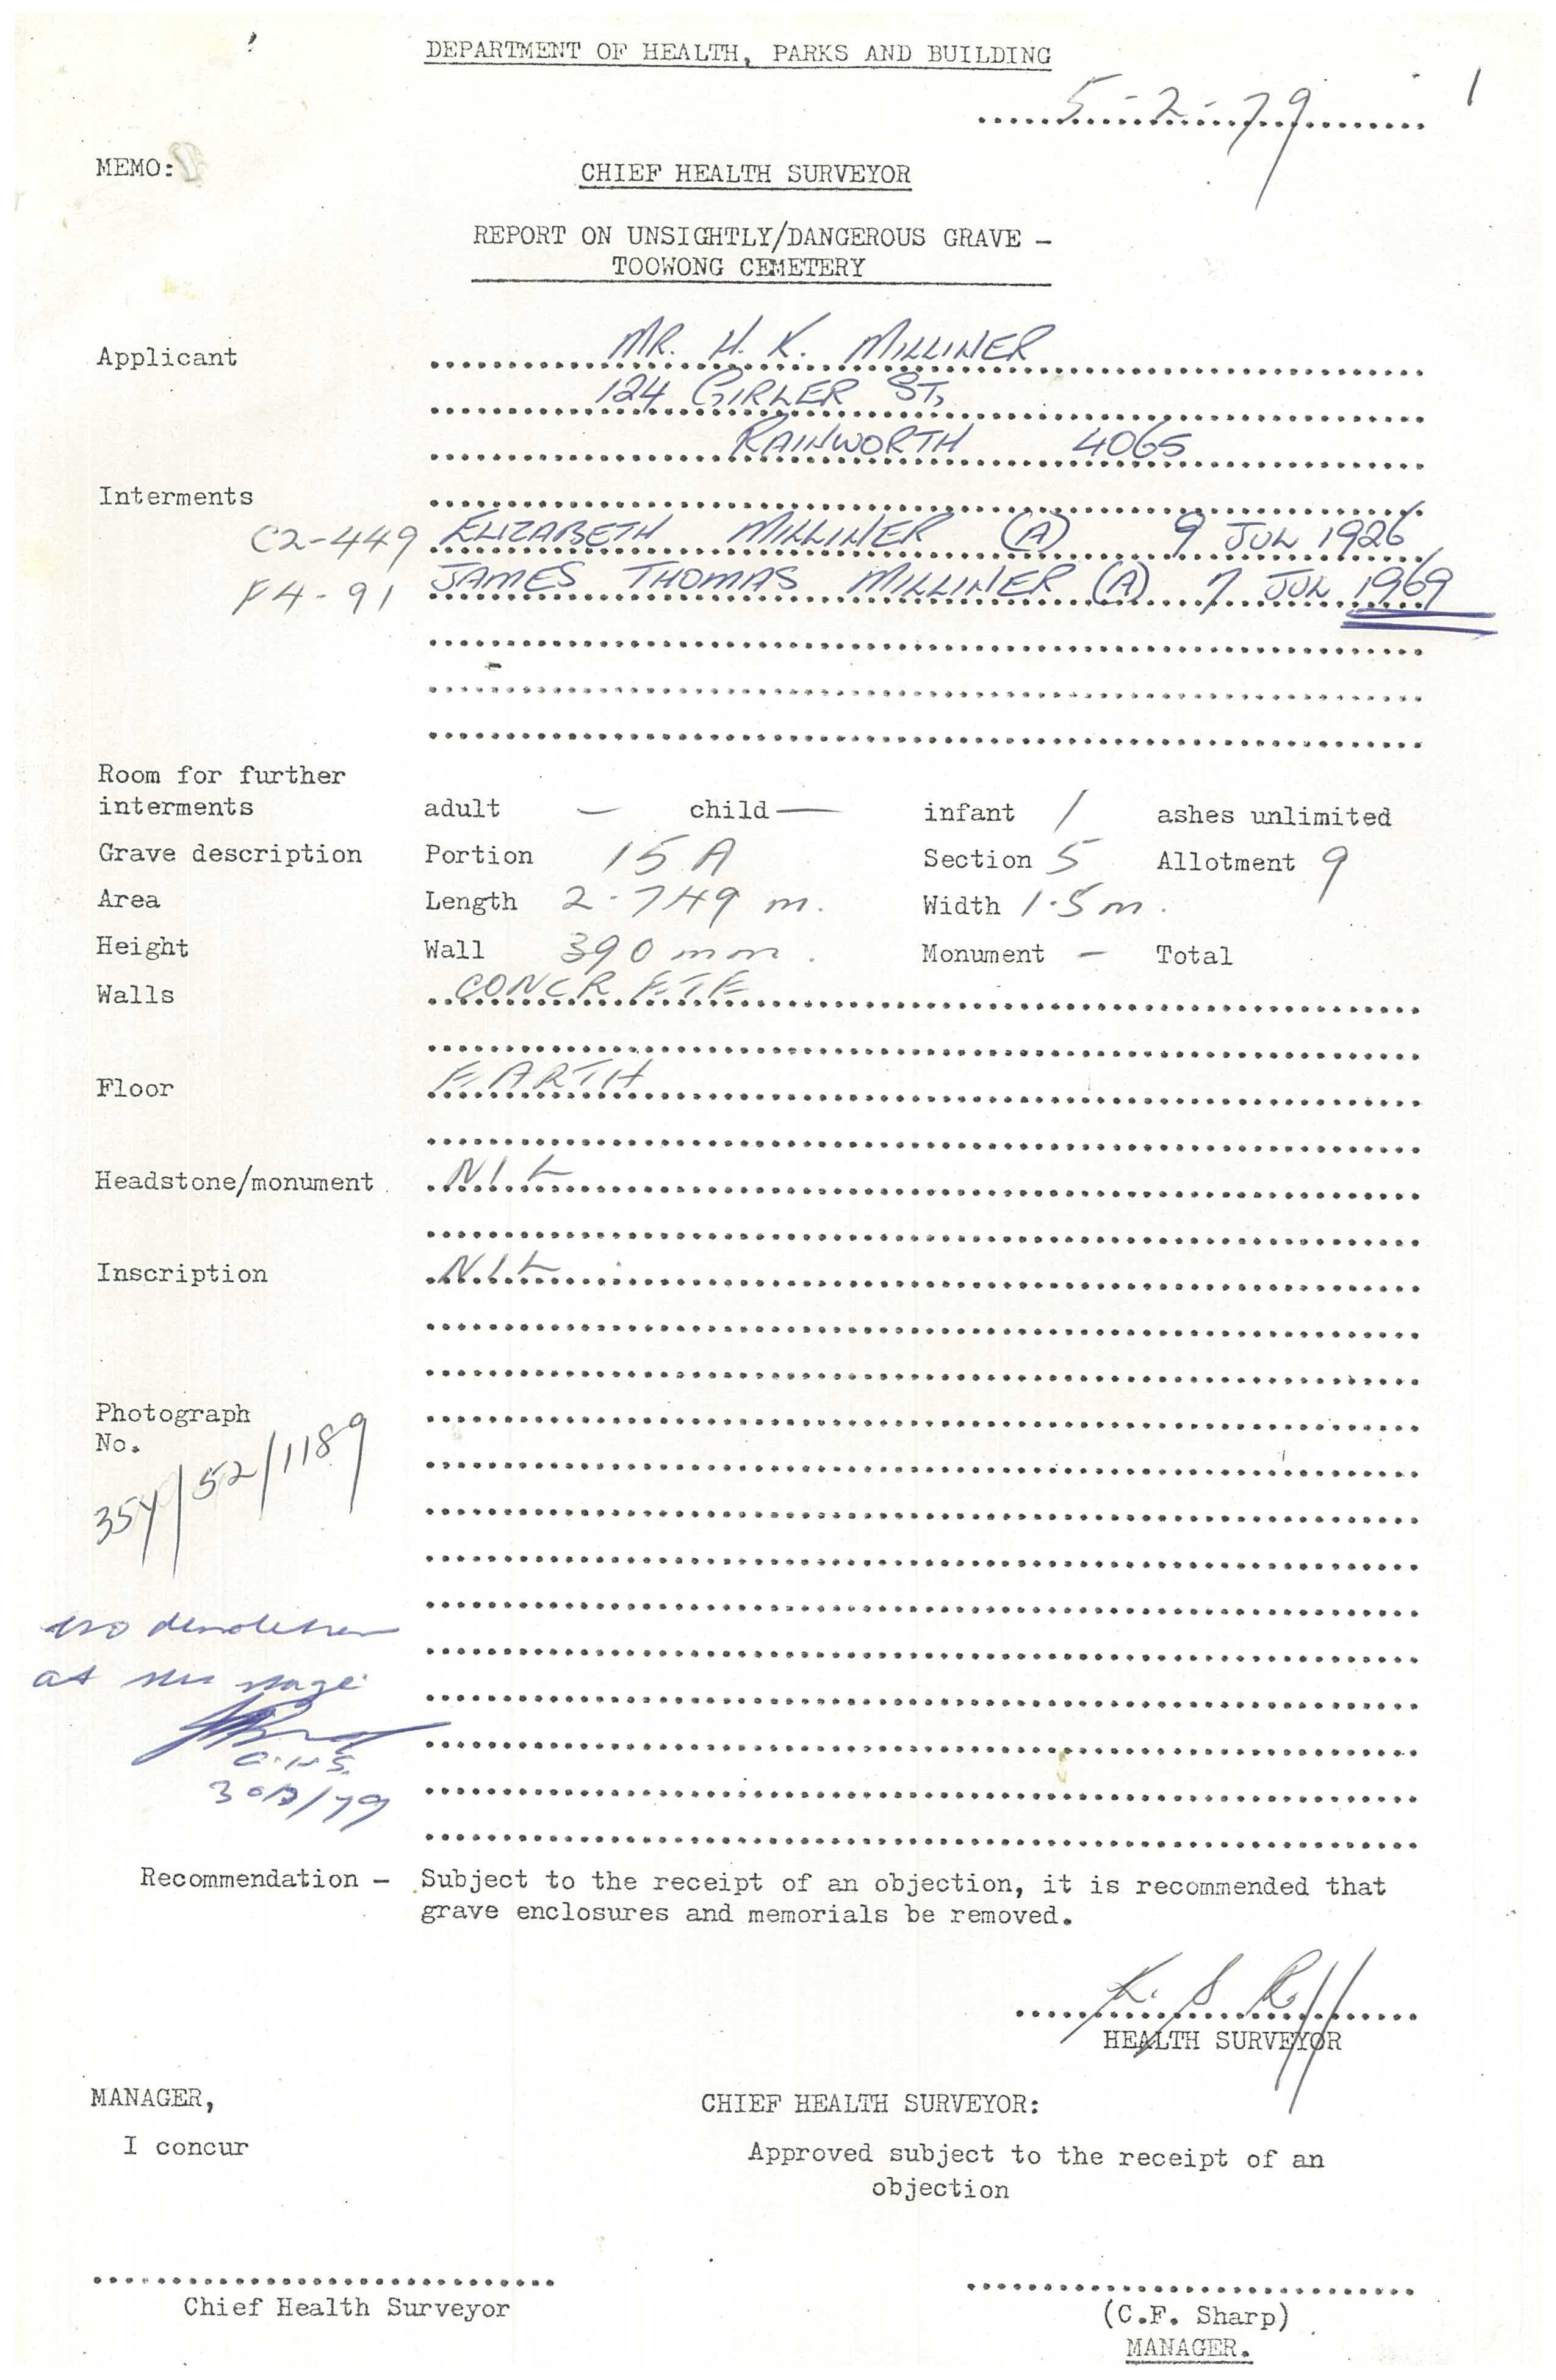 DEPARTMENT OF HEALTH, PARKS AND BUILDING
5-2-79
1
MEMO:
CHIEF HEALTH SURVEYOR
REPORT ON UNSIGHTLY/DANGEROUS GRAVE -
TOOWONG CEMETERY
Applicant MR. H. K. MILLINER
124 GIRLER ST,
RAINWORTH 4065
Interments
C2-449 ELIZABETH MILLINER (A) 9 JUL 1926
F4-91 JAMES THOMAS MILLINER (A) 7 JUL 1969
Room for further
interments adult — child — infant / ashes unlimited
Grave description Portion 15A Section 5 Allotment 9
Area Length 2.749 m. Width 1.5 m.
Height Wall 390 mm. Monument - Total
Walls CONCRETE
Floor EARTH
Headstone/monument NIL
Inscription NIL
Photograph
No.
354/52/1189
no demolition
at this stage
C.H.S.
/79
Recommendation - Subject to the receipt of an objection, it is recommended that
grave enclosures and memorials be removed.
HEALTH SURVEYOR
MANAGER,
I concur
CHIEF HEALTH SURVEYOR:
Approved subject to the receipt of an
objection
Chief Health Surveyor
(C.F. Sharp)
MANAGER.